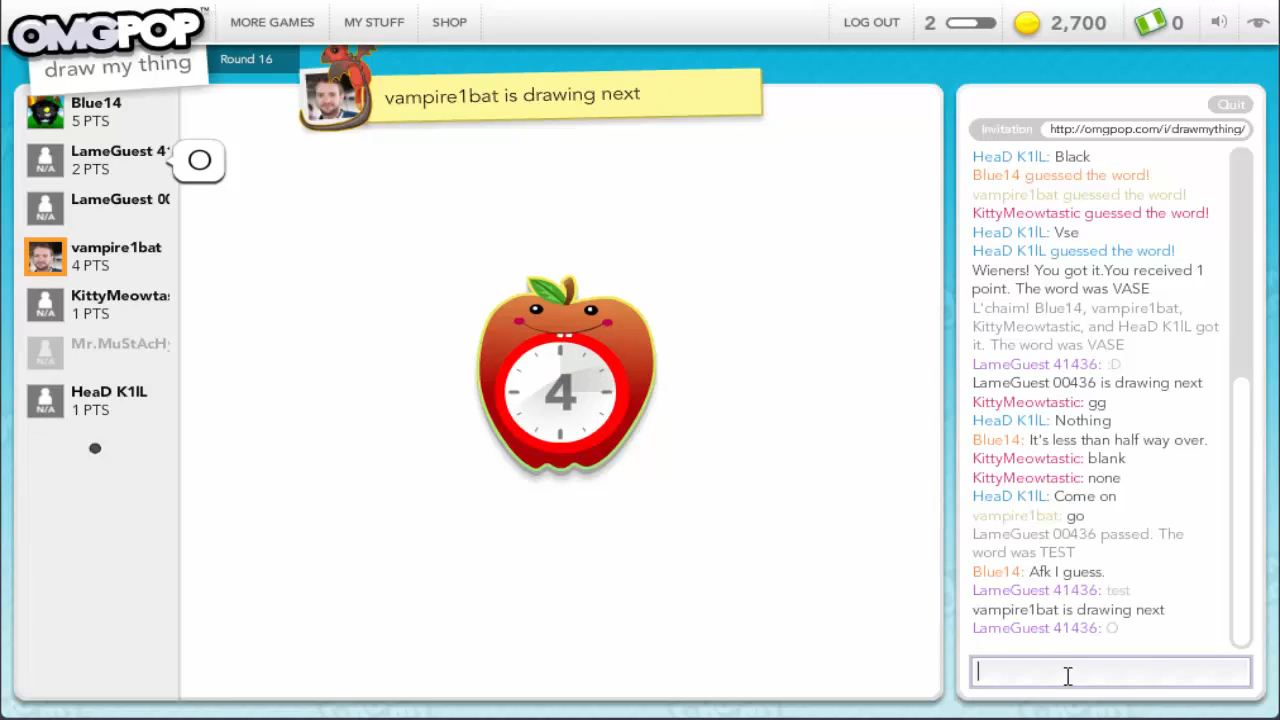 OMGPOP™
draw my thing
MORE GAMES
MY STUFF
SHOP
LOG OUT
2
2,700
0
Round 16
vampire1bat is drawing next
Blue14
5 PTS
LameGuest 41
2 PTS
O
LameGuest 00
vampire1bat
4 PTS
KittyMeowtas
1 PTS
Mr.MuStAcHy
HeaD K1lL
1 PTS
N/A
N/A
N/A
N/A
N/A
4
Quit
Invitation http://omgpop.com/i/drawmything/
HeaD K1lL: Black
Blue14 guessed the word!
vampire1bat guessed the word!
KittyMeowtastic guessed the word!
HeaD K1lL: Vse
HeaD K1lL guessed the word!
Wieners! You got it.You received 1
point. The word was VASE
L'chaim! Blue14, vampire1bat,
KittyMeowtastic, and HeaD K1lL got
it. The word was VASE
LameGuest 41436: :D
LameGuest 00436 is drawing next
KittyMeowtastic: gg
HeaD K1lL: Nothing
Blue14: It's less than half way over.
KittyMeowtastic: blank
KittyMeowtastic: none
HeaD K1lL: Come on
vampire1bat: go
LameGuest 00436 passed. The
word was TEST
Blue14: Afk I guess.
LameGuest 41436: test
vampire1bat is drawing next
LameGuest 41436: O